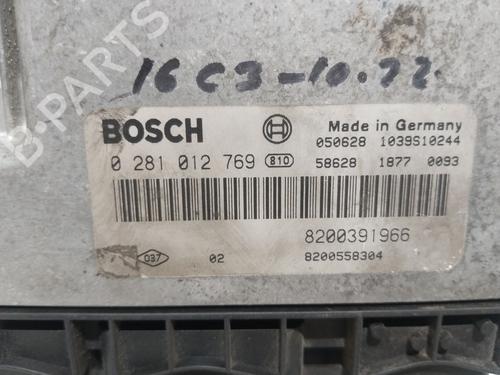 16 C3-10.22
BOSCH
Made in Germany
050628 1039S10244
0 281 012 769 810
58628 1877 0093
8200391966
037 02 8200558304
B-PARTS
B-PARTS